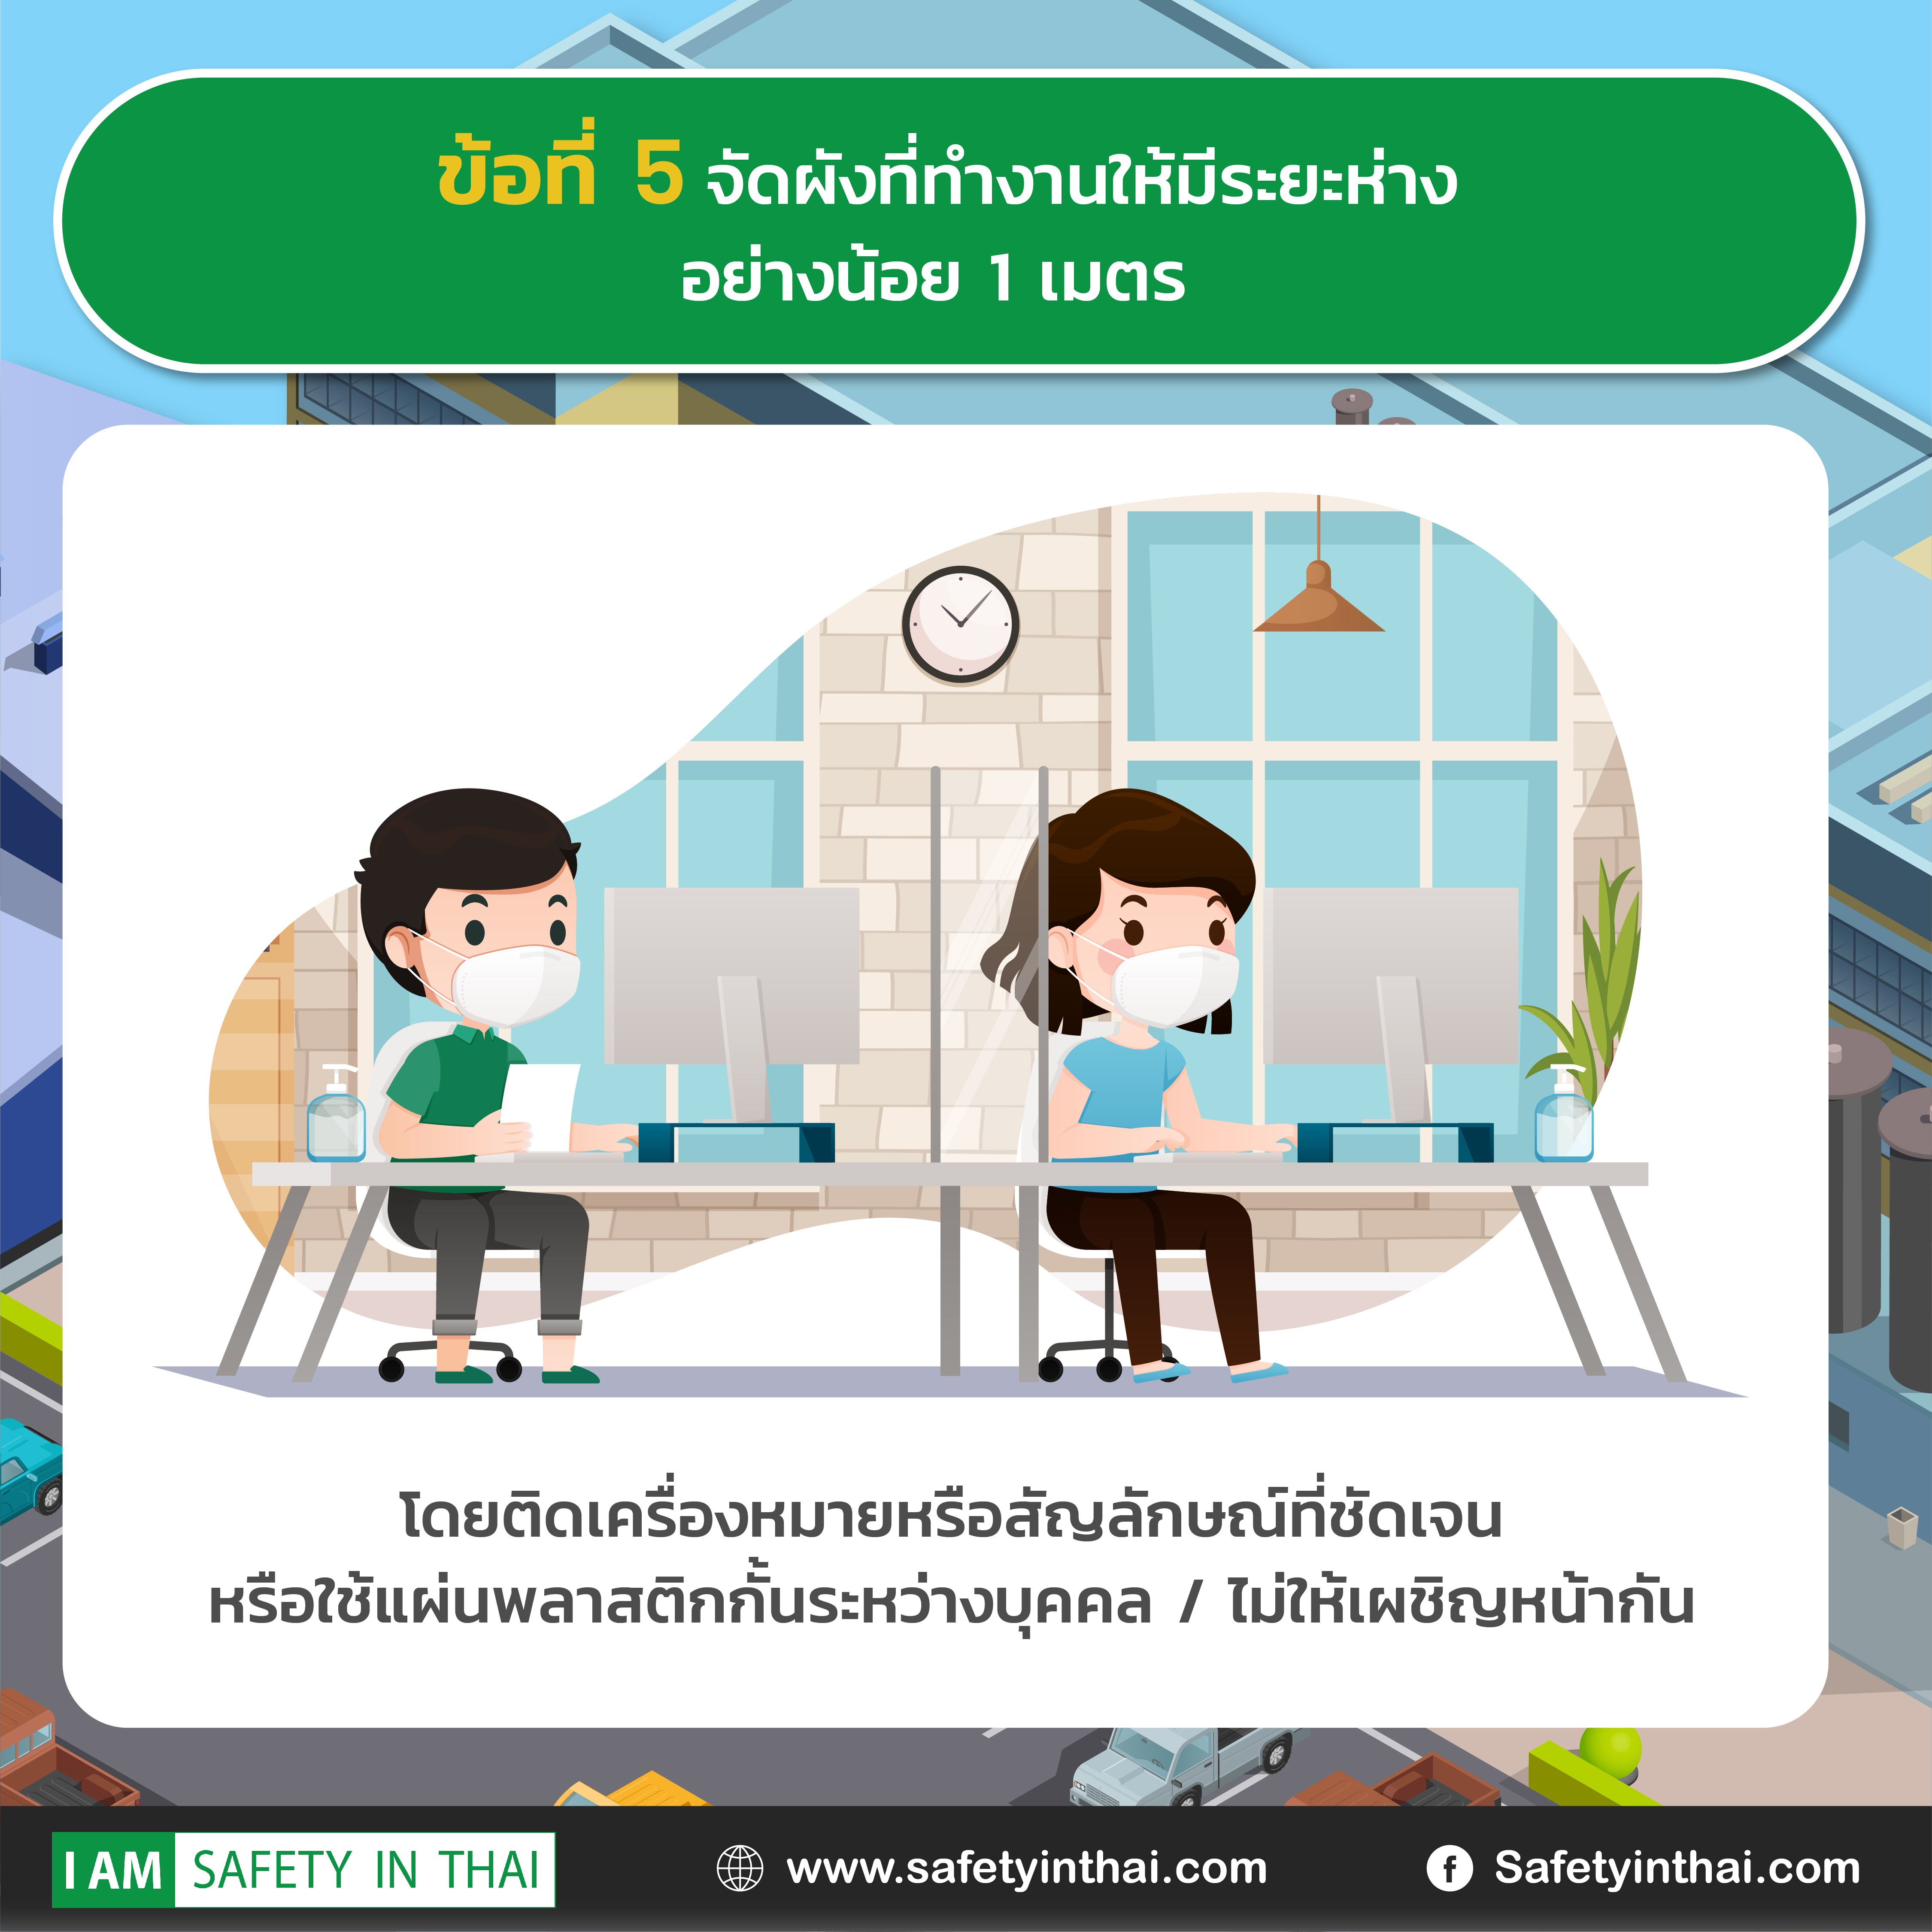 ข้อที่ 5 จัดผังที่ทำงานให้มีระยะห่าง
อย่างน้อย 1 เมตร
โดยติดเครื่องหมายหรือสัญลักษณ์ที่ชัดเจน
หรือใช้แผ่นพลาสติกกั้นระหว่างบุคคล / ไม่ให้เผชิญหน้ากัน
I AM SAFETY IN THAI
www.safetyinthai.com
Safetyinthai.com